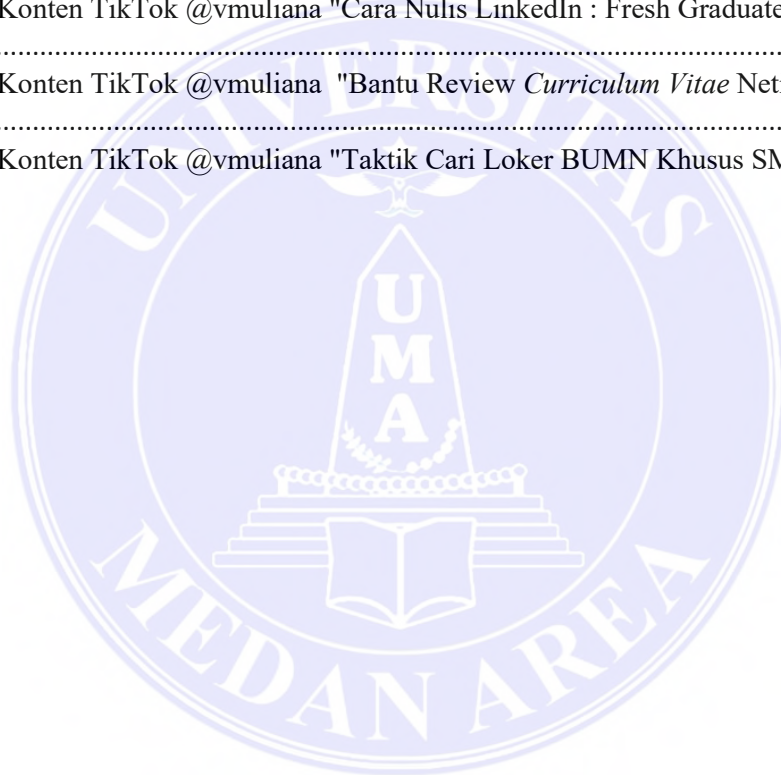 Konten TikTok @vmuliana "Cara Nulis LinkedIn : Fresh Graduate
................................................................................................
Konten TikTok @vmuliana "Bantu Review Curriculum Vitae
................................................................................................
Konten TikTok @vmuliana "Taktik Cari Loker BUMN Khusus
UNIVERSITAS
U
M
A
MEDAN AREA